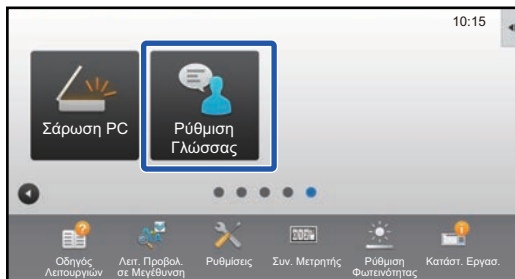 10:15
Σάρωση PC
Ρύθμιση
Γλώσσας
Οδηγός
Λειτουργιών
Λειτ. Προβολ.
σε Μεγέθυνση
Ρυθμίσεις
Συν. Μετρητής
Ρύθμιση
Φωτεινότητας
Κατάστ. Εργασ.